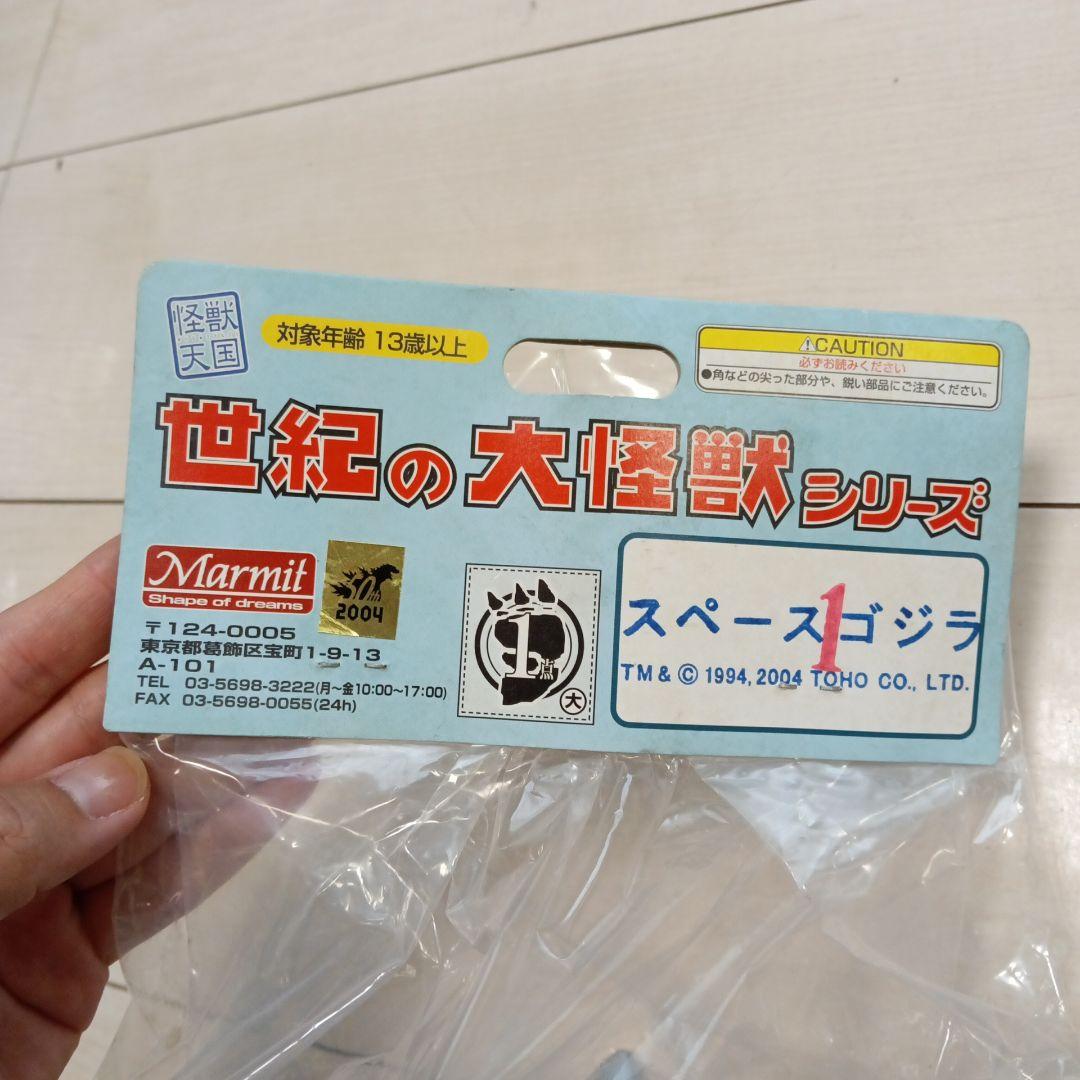 怪獣
天国
対象年齢 13歳以上
⚠CAUTION
必ずお読みください
●角などの尖った部分や、鋭い部品にご注意ください。
世紀の大怪獣シリーズ
Marmit
Shape of dreams
50th
2004
〒124-0005
東京都葛飾区宝町1-9-13
A-101
TEL 03-5698-3222(月〜金10:00〜17:00)
FAX 03-5698-0055(24h)
1点
大
スペースゴジラ
1
TM & © 1994, 2004 TOHO CO., LTD.